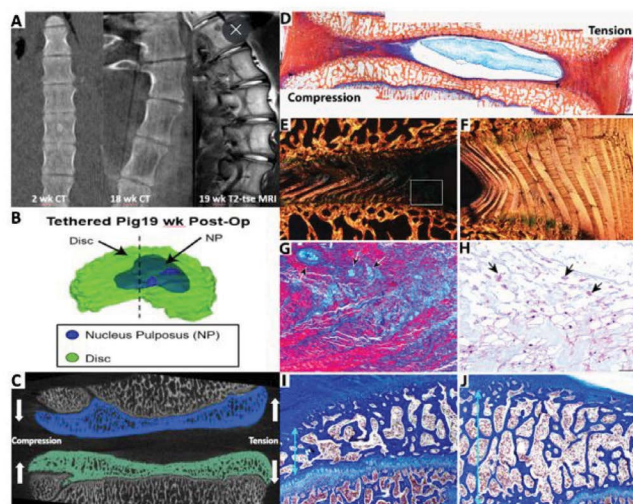 A
2 wk CT
18 wk CT
19 wk T2-tse MRI
B
Tethered Pig19 wk Post-Op
Disc
NP
Nucleus Pulposus (NP)
Disc
C
Compression
Tension
D
Tension
Compression
E
F
G
H
I
J